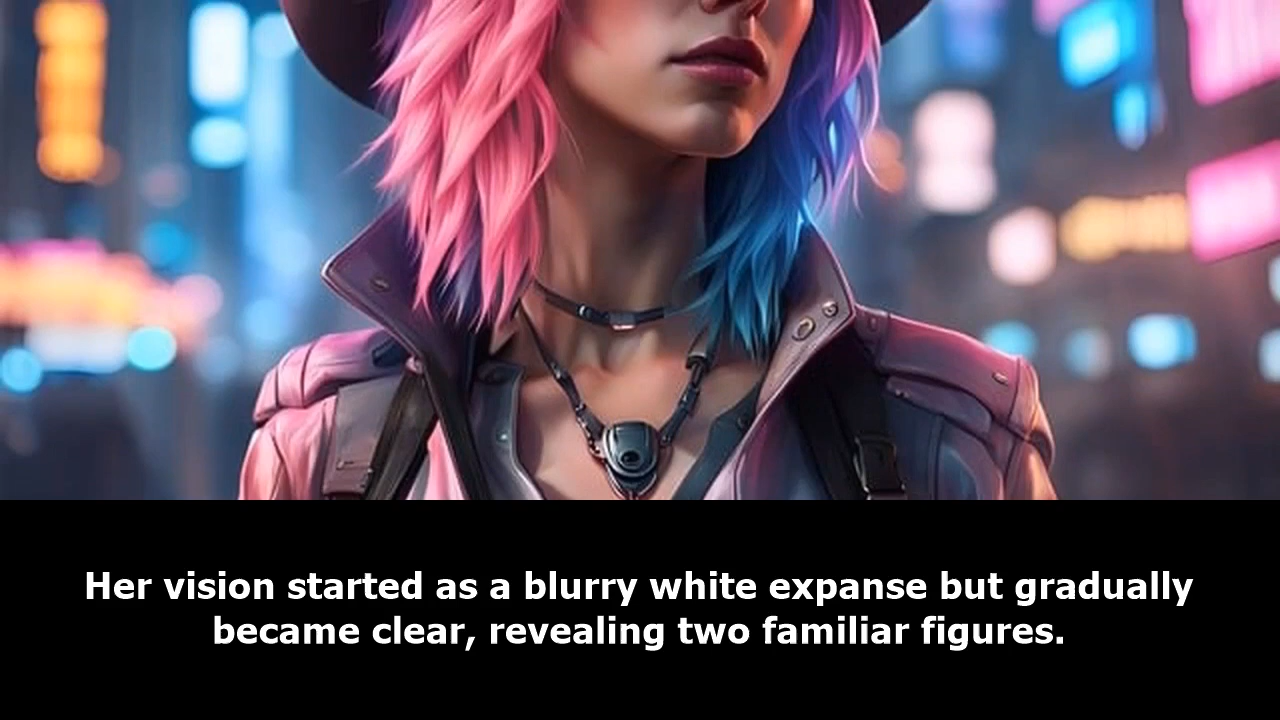 Her vision started as a blurry white expanse but gradually
became clear, revealing two familiar figures.